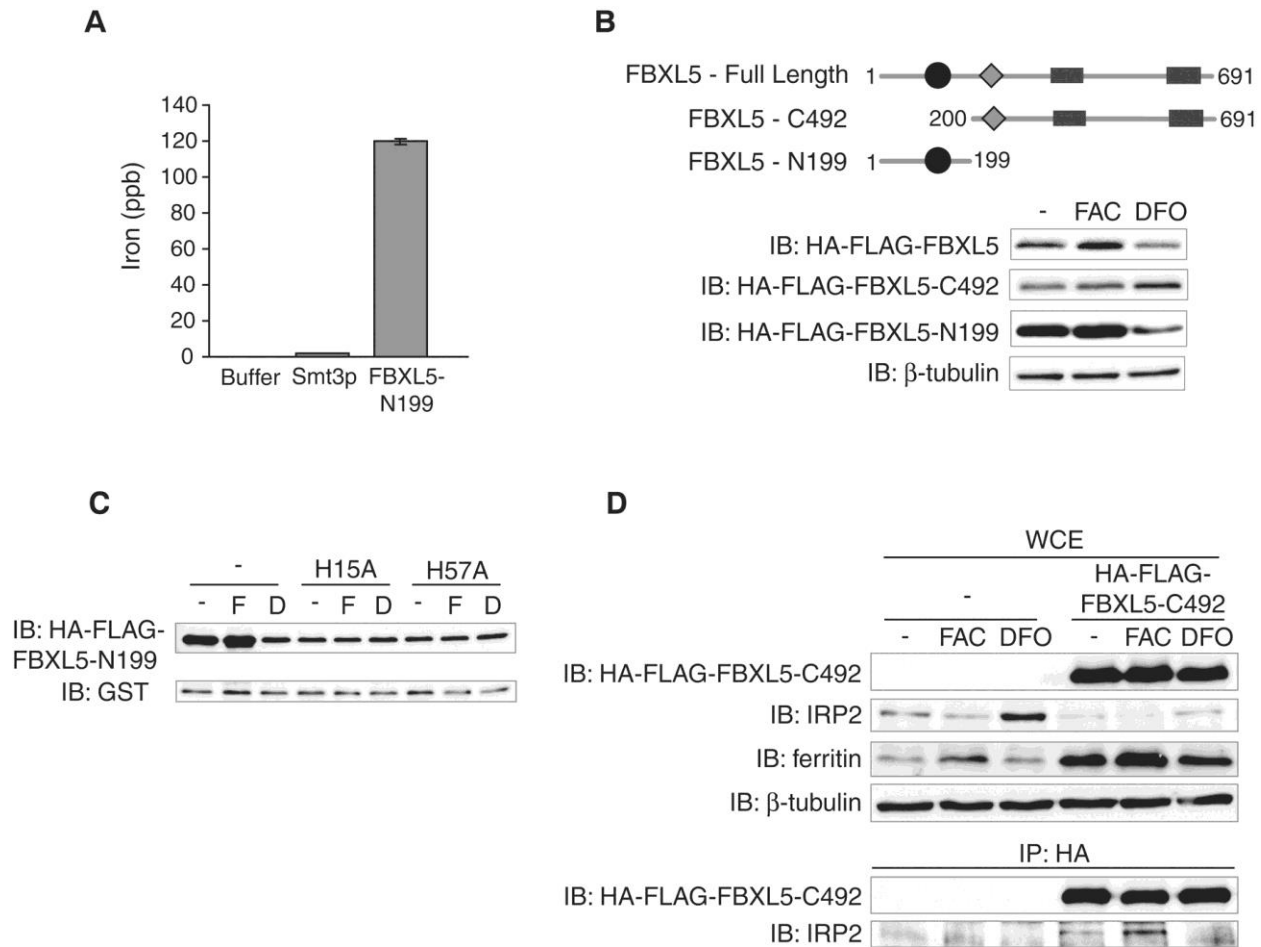 A
140
120
100
80
60
40
20
0
Iron (ppb)
Buffer Smt3p FBXL5-
N199
B
FBXL5 - Full Length 1 691
FBXL5 - C492 200 691
FBXL5 - N199 1 199
- FAC DFO
IB: HA-FLAG-FBXL5
IB: HA-FLAG-FBXL5-C492
IB: HA-FLAG-FBXL5-N199
IB: β-tubulin
C
- H15A H57A
- F D - F D - F D
IB: HA-FLAG-
FBXL5-N199
IB: GST
D
WCE
HA-FLAG-
- FBXL5-C492
- FAC DFO - FAC DFO
IB: HA-FLAG-FBXL5-C492
IB: IRP2
IB: ferritin
IB: β-tubulin
IP: HA
IB: HA-FLAG-FBXL5-C492
IB: IRP2